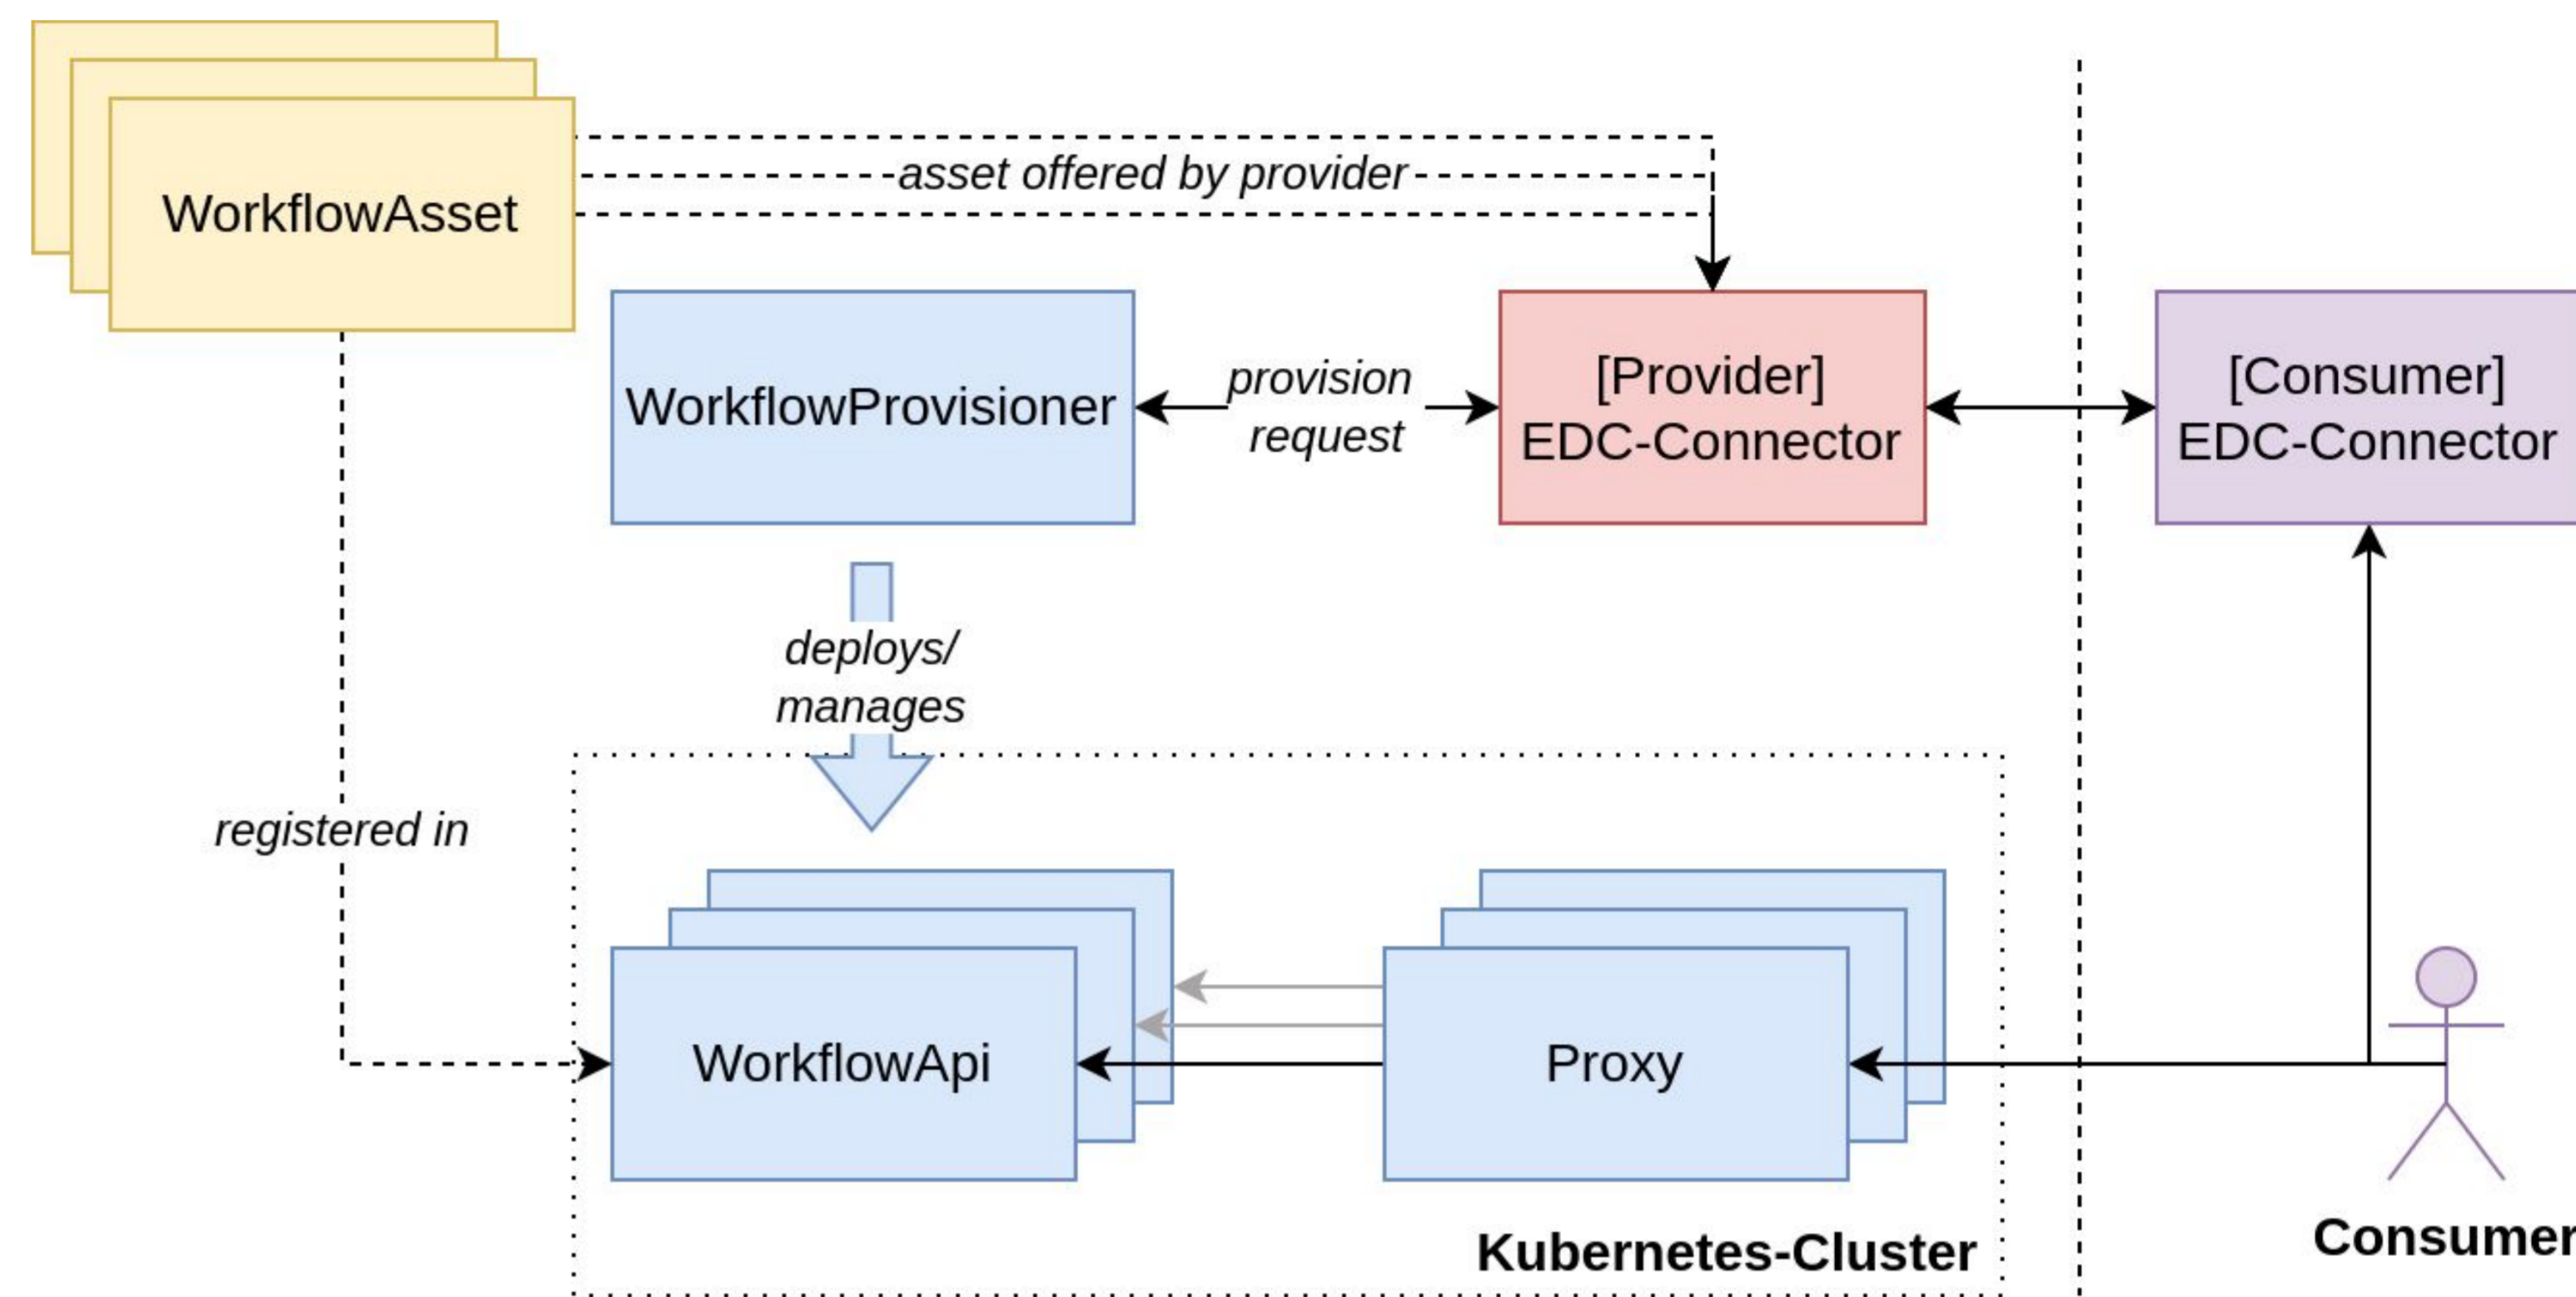 WorkflowAsset
asset offered by provider
WorkflowProvisioner
provision
request
[Provider]
EDC-Connector
[Consumer]
EDC-Connector
deploys/
manages
registered in
WorkflowApi
Proxy
Kubernetes-Cluster
Consumer